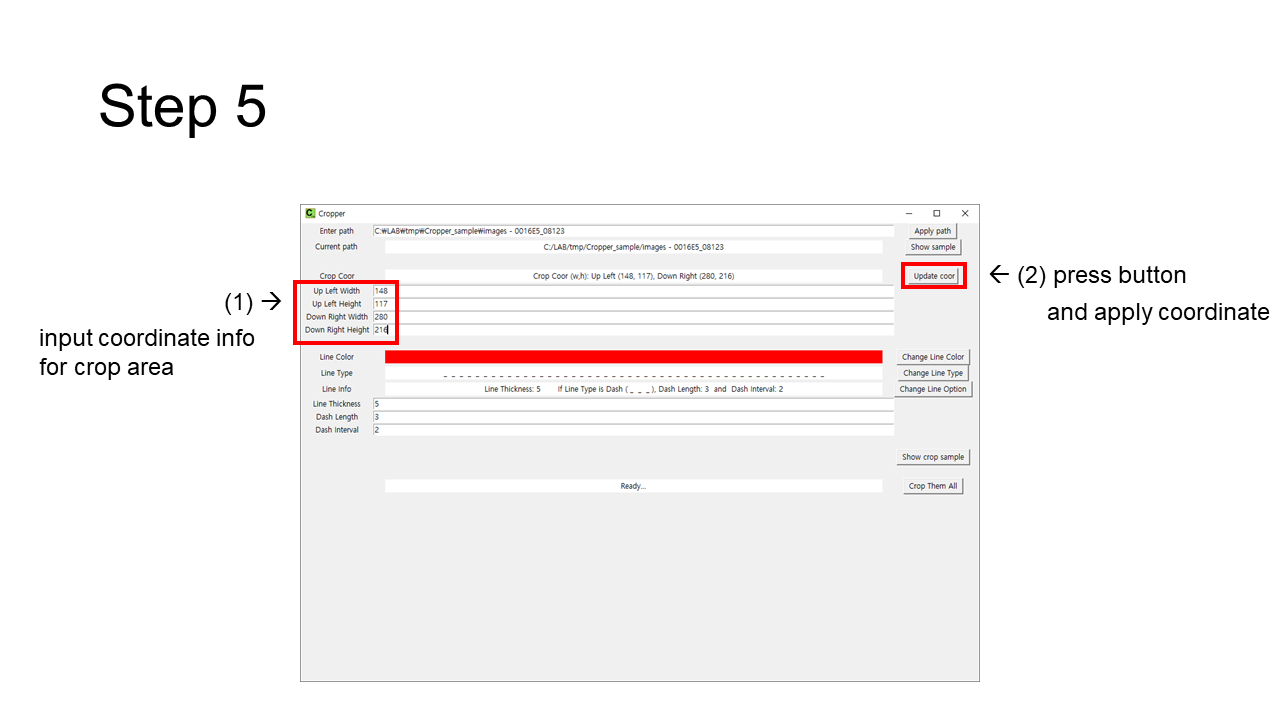 Step 5
Cropper
Enter path C:₩LAB₩tmp₩Cropper_sample₩images - 0016E5_08123 Apply path
Current path C:/LAB/tmp/Cropper_sample/images - 0016E5_08123 Show sample
Crop Coor Crop Coor (w,h): Up Left (148, 117), Down Right (280, 216) Update coor
Up Left Width 148
Up Left Height 117
Down Right Width 280
Down Right Height 216
(1) →
input coordinate info
for crop area
← (2) press button
and apply coordinate
Line Color Change Line Color
Line Type Change Line Type
Line Info Line Thickness: 5 If Line Type is Dash ( _ _ _ ), Dash Length: 3 and Dash Interval: 2 Change Line Option
Line Thickness 5
Dash Length 3
Dash Interval 2
Show crop sample
Ready... Crop Them All